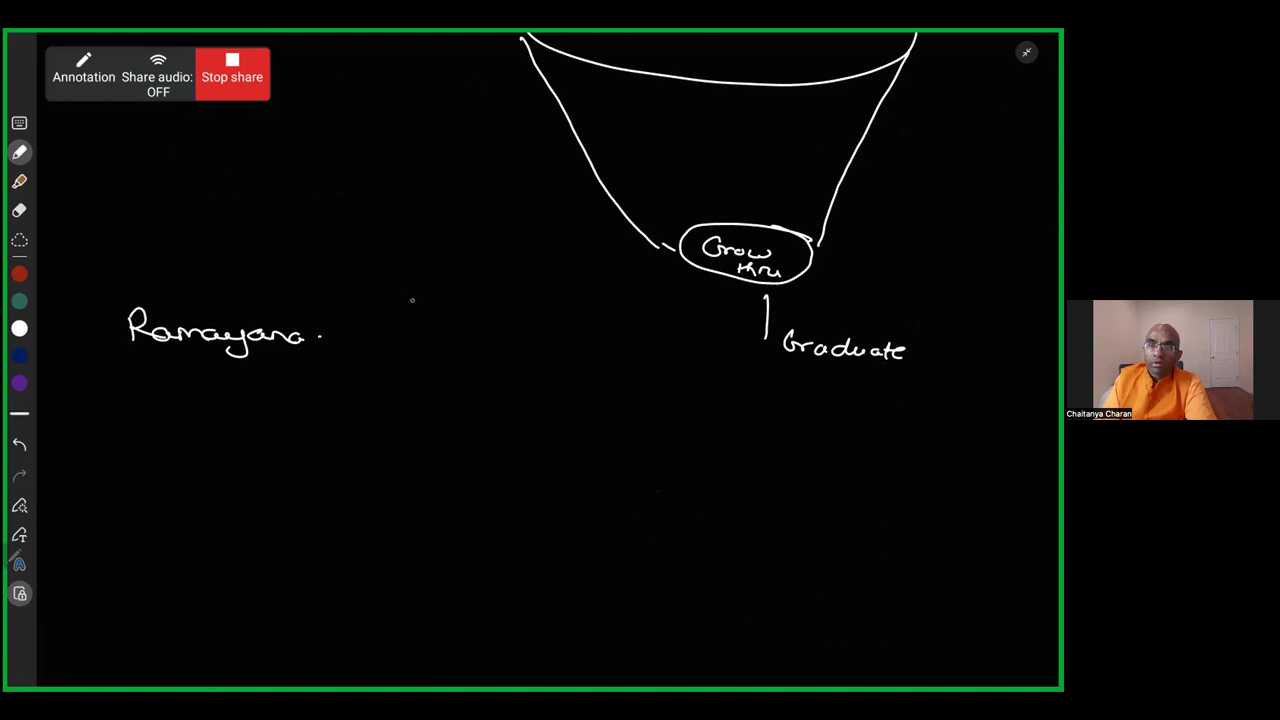 Annotation
Share audio:
OFF
Stop share
Grow
thru
Ramayana.
Graduate
Chaitanya Charan